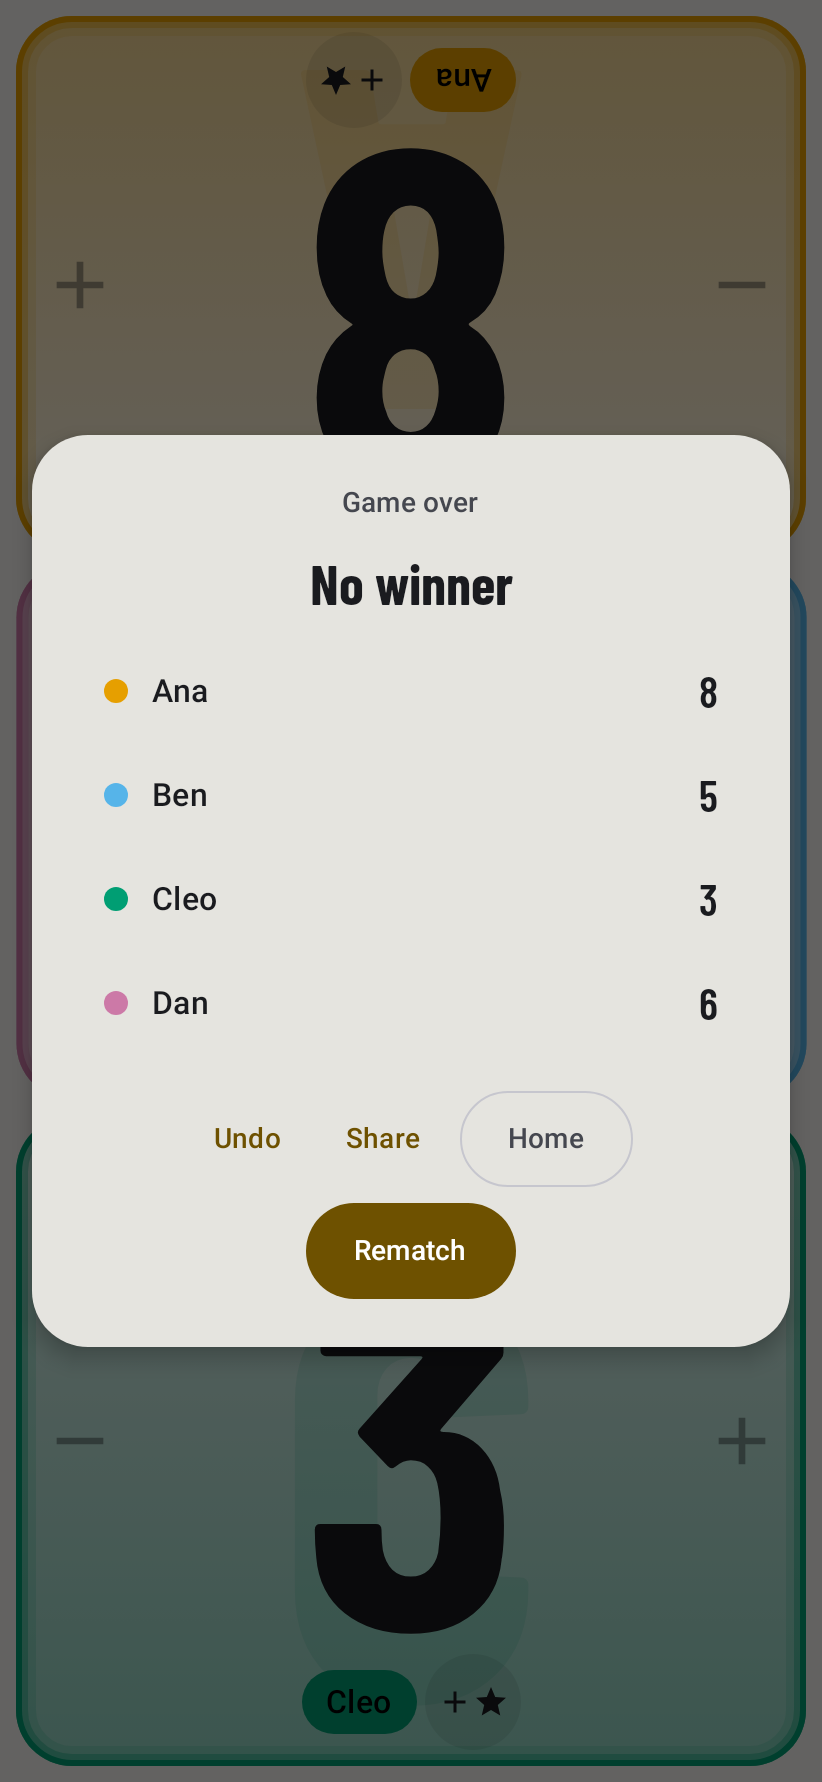 Ana
8
Game over
No winner
Ana 8
Ben 5
Cleo 3
Dan 6
Undo Share Home
Rematch
3
Cleo